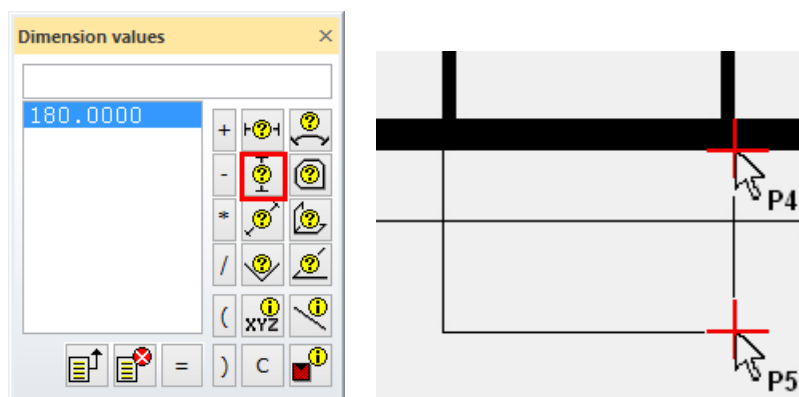 Dimension values
180.0000
+
-
*
/
(
XYZ
=
)
C
P4
P5